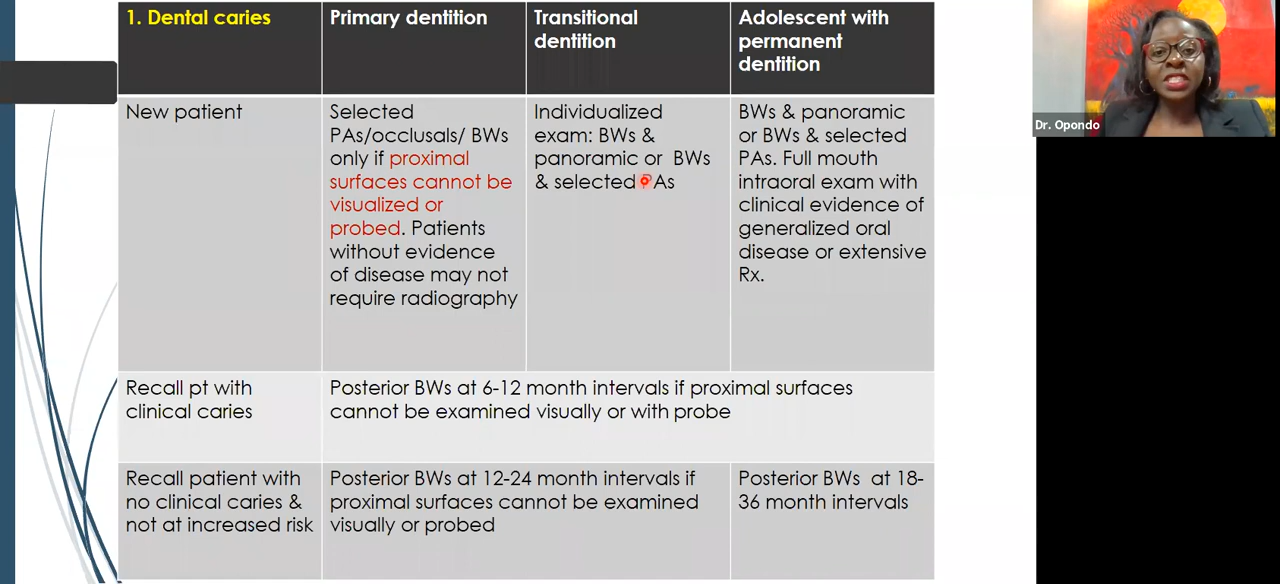 1. Dental caries
Primary dentition
Transitional
dentition
Adolescent with
permanent
dentition
New patient
Selected
PAs/occlusals/ BWs
only if proximal
surfaces cannot be
visualized or
probed. Patients
without evidence
of disease may not
require radiography
Individualized
exam: BWs &
panoramic or BWs
& selected PAs
BWs & panoramic
or BWs & selected
PAs. Full mouth
intraoral exam with
clinical evidence of
generalized oral
disease or extensive
Rx.
Recall pt with
clinical caries
Posterior BWs at 6-12 month intervals if proximal surfaces
cannot be examined visually or with probe
Recall patient with
no clinical caries &
not at increased risk
Posterior BWs at 12-24 month intervals if
proximal surfaces cannot be examined
visually or probed
Posterior BWs at 18-
36 month intervals
Dr. Opondo